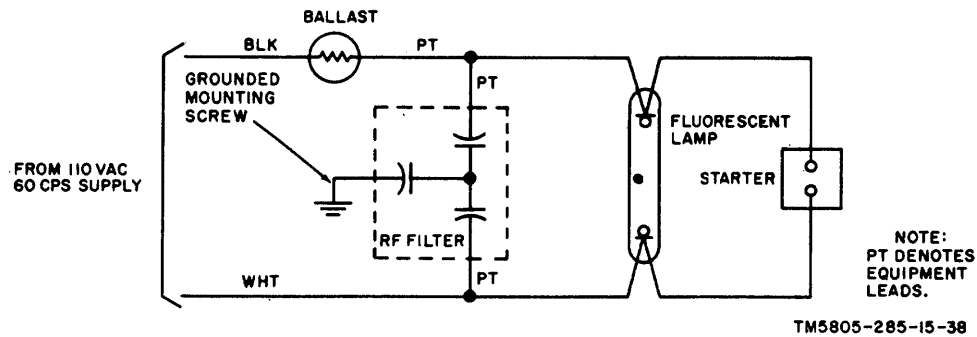 BALLAST
BLK
PT
GROUNDED
MOUNTING
SCREW
PT
FLUORESCENT
LAMP
FROM 110 VAC
60 CPS SUPPLY
STARTER
RF FILTER
NOTE:
PT DENOTES
EQUIPMENT
LEADS.
WHT
PT
TM5805-285-15-38